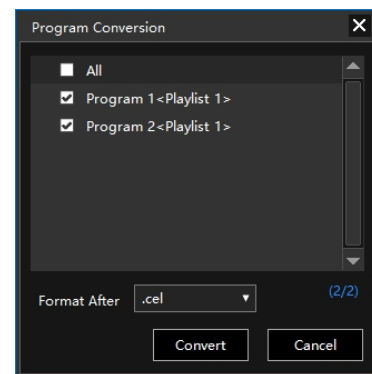 Program Conversion
All
Program 1<Playlist 1>
Program 2<Playlist 1>
Format After .cel (2/2)
Convert Cancel